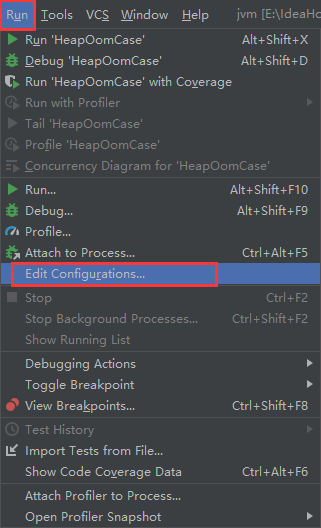 Run Tools VCS Window Help jvm [E:\IdeaHo
Run 'HeapOomCase' Alt+Shift+X
Debug 'HeapOomCase' Alt+Shift+D
Run 'HeapOomCase' with Coverage
Run with Profiler
Tail 'HeapOomCase'
Profile 'HeapOomCase'
Concurrency Diagram for 'HeapOomCase'
Run... Alt+Shift+F10
Debug... Alt+Shift+F9
Profile...
Attach to Process... Ctrl+Alt+F5
Edit Configurations...
Stop Ctrl+F2
Stop Background Processes... Ctrl+Shift+F2
Show Running List
Debugging Actions
Toggle Breakpoint
View Breakpoints... Ctrl+Shift+F8
Test History
Import Tests from File...
Show Code Coverage Data Ctrl+Alt+F6
Attach Profiler to Process...
Open Profiler Snapshot